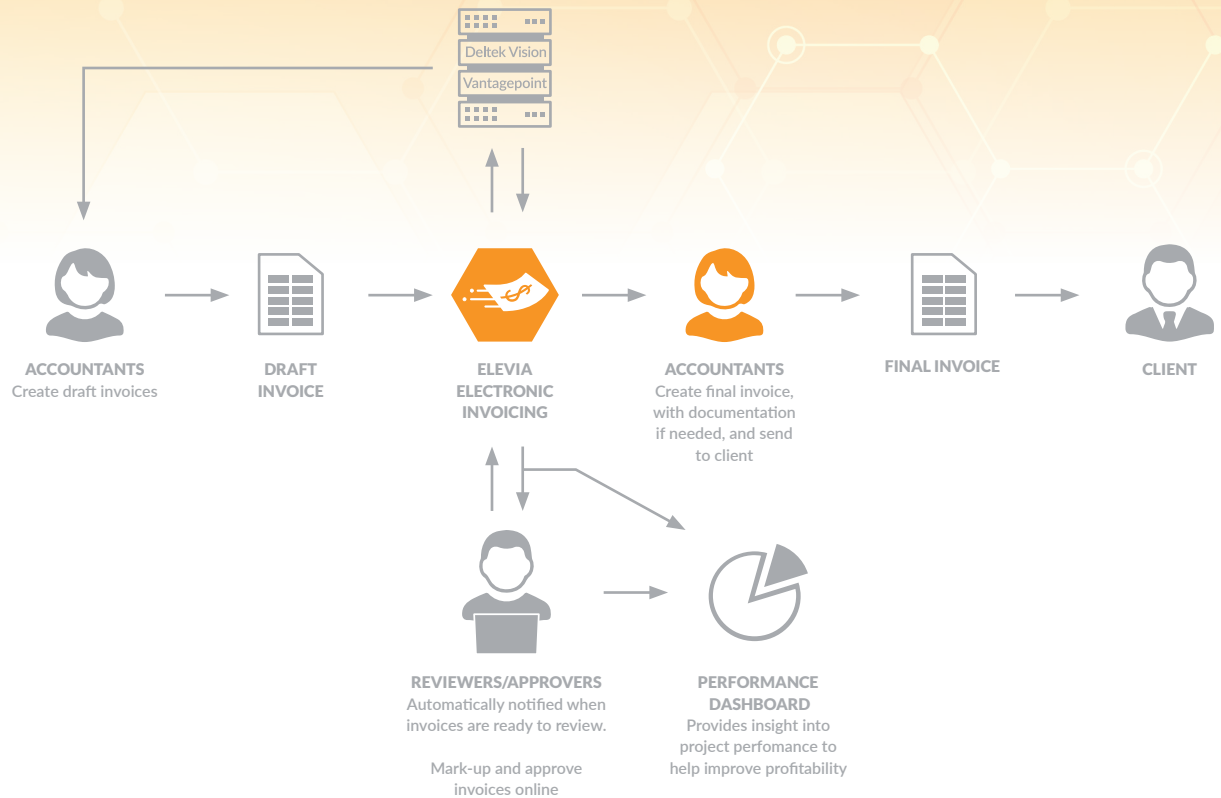 Deltek Vision
Vantagepoint
ACCOUNTANTS
Create draft invoices
DRAFT
INVOICE
ELEVIA
ELECTRONIC
INVOICING
ACCOUNTANTS
Create final invoice,
with documentation
if needed, and send
to client
FINAL INVOICE
CLIENT
REVIEWERS/APPROVERS
Automatically notified when
invoices are ready to review.
Mark-up and approve
invoices online
PERFORMANCE
DASHBOARD
Provides insight into
project perfomance to
help improve profitability
$